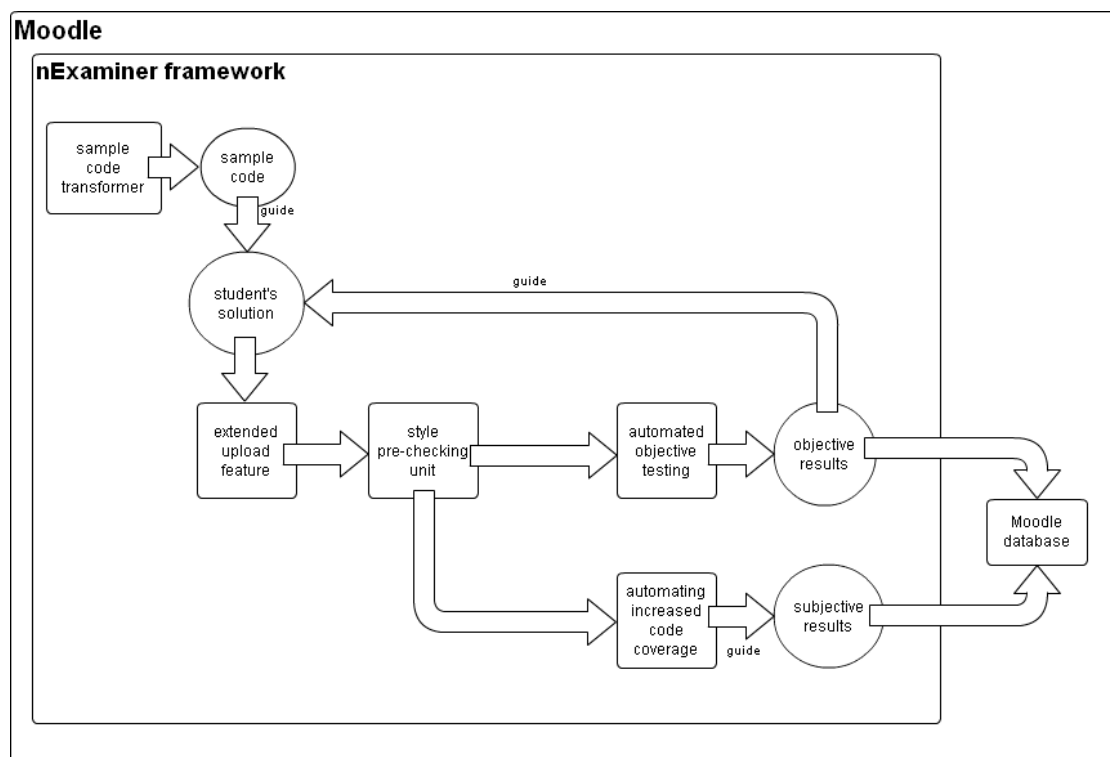 Moodle
nExaminer framework
sample
code
transformer
sample
code
guide
student's
solution
guide
extended
upload
feature
style
pre-checking
unit
automated
objective
testing
objective
results
Moodle
database
automating
increased
code
coverage
guide
subjective
results